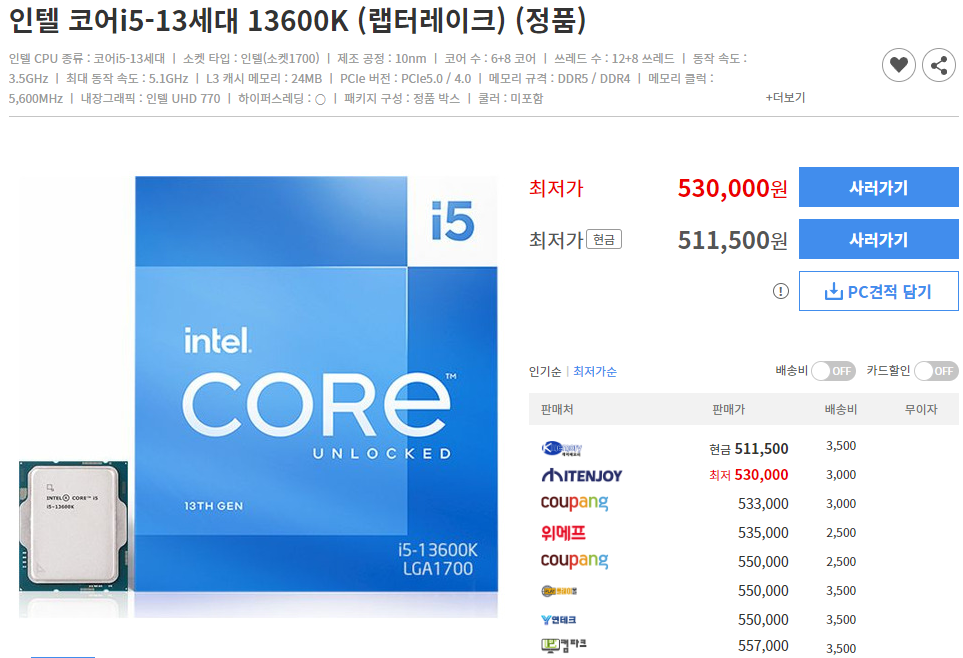 인텔 코어i5-13세대 13600K (랩터레이크) (정품)
인텔 CPU 종류 : 코어i5-13세대 | 소켓 타입 : 인텔(소켓1700) | 제조 공정 : 10nm | 코어 수 : 6+8 코어 | 쓰레드 수 : 12+8 쓰레드 | 동작 속도 :
3.5GHz | 최대 동작 속도 : 5.1GHz | L3 캐시 메모리 : 24MB | PCIe 버전 : PCIe5.0 / 4.0 | 메모리 규격 : DDR5 / DDR4 | 메모리 클럭 :
5,600MHz | 내장그래픽 : 인텔 UHD 770 | 하이퍼스레딩 : ○ | 패키지 구성 : 정품 박스 | 쿨러 : 미포함
+더보기
i5
intel.
CORE™
UNLOCKED
13TH GEN
i5-13600K
LGA1700
INTEL® CORE™ i5
i5-13600K
최저가 530,000원 사러가기
최저가 현금 511,500원 사러가기
PC견적 담기
인기순 | 최저가순 배송비 OFF 카드할인 OFF
판매처 판매가 배송비 무이자
현금 511,500 3,500
ITENJOY 최저 530,000 3,000
coupang 533,000 3,000
위메프 535,000 2,500
coupang 550,000 2,500
550,000 3,500
연테크 550,000 3,500
컴파크 557,000 3,500